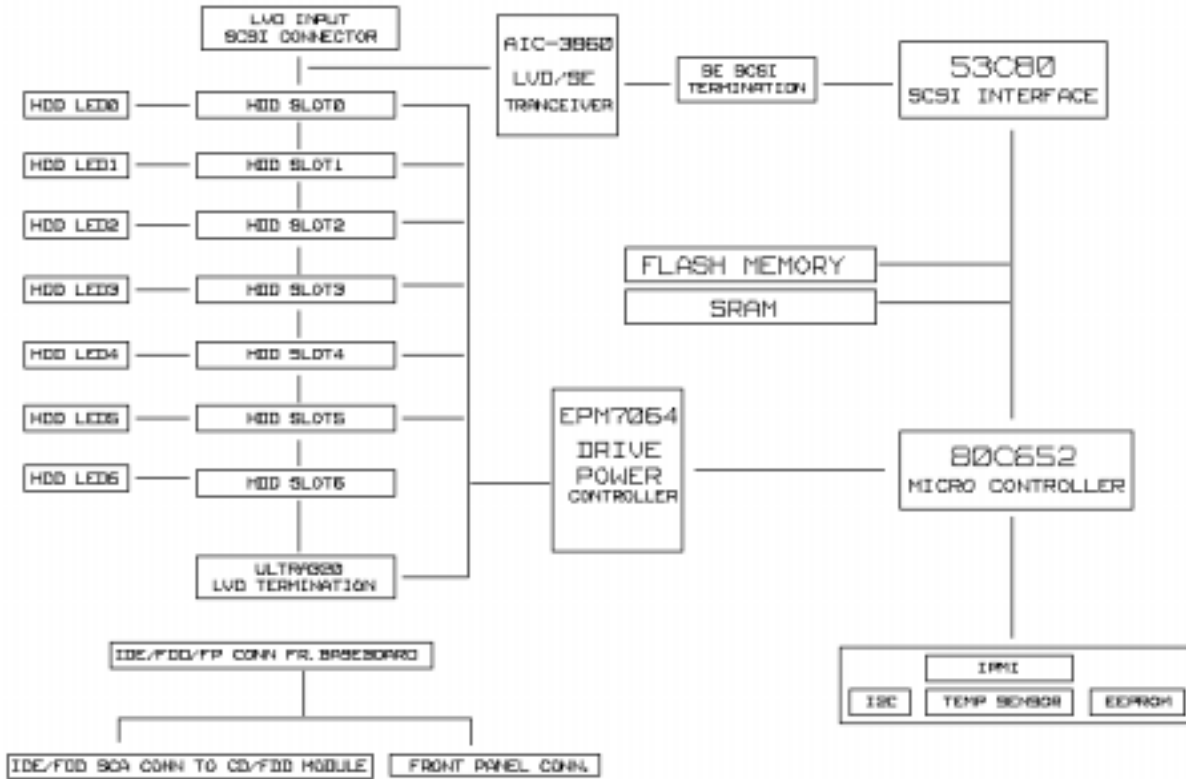 LVD INPUT
SCSI CONNECTOR
AIC-3860
LVD/SE
TRANCEIVER
SE SCSI
TERMINATION
53C80
SCSI INTERFACE
HDD LED0
HDD SLOT0
HDD LED1
HDD SLOT1
HDD LED2
HDD SLOT2
HDD LED3
HDD SLOT3
HDD LED4
HDD SLOT4
HDD LED5
HDD SLOT5
HDD LED6
HDD SLOT6
ULTRA320
LVD TERMINATION
FLASH MEMORY
SRAM
EPM7064
DRIVE
POWER
CONTROLLER
80C652
MICRO CONTROLLER
IPMI
I2C
TEMP SENSOR
EEPROM
IDE/FDD/FP CONN FR.BASEBOARD
IDE/FDD SCA CONN TO CD/FDD MODULE
FRONT PANEL CONN.